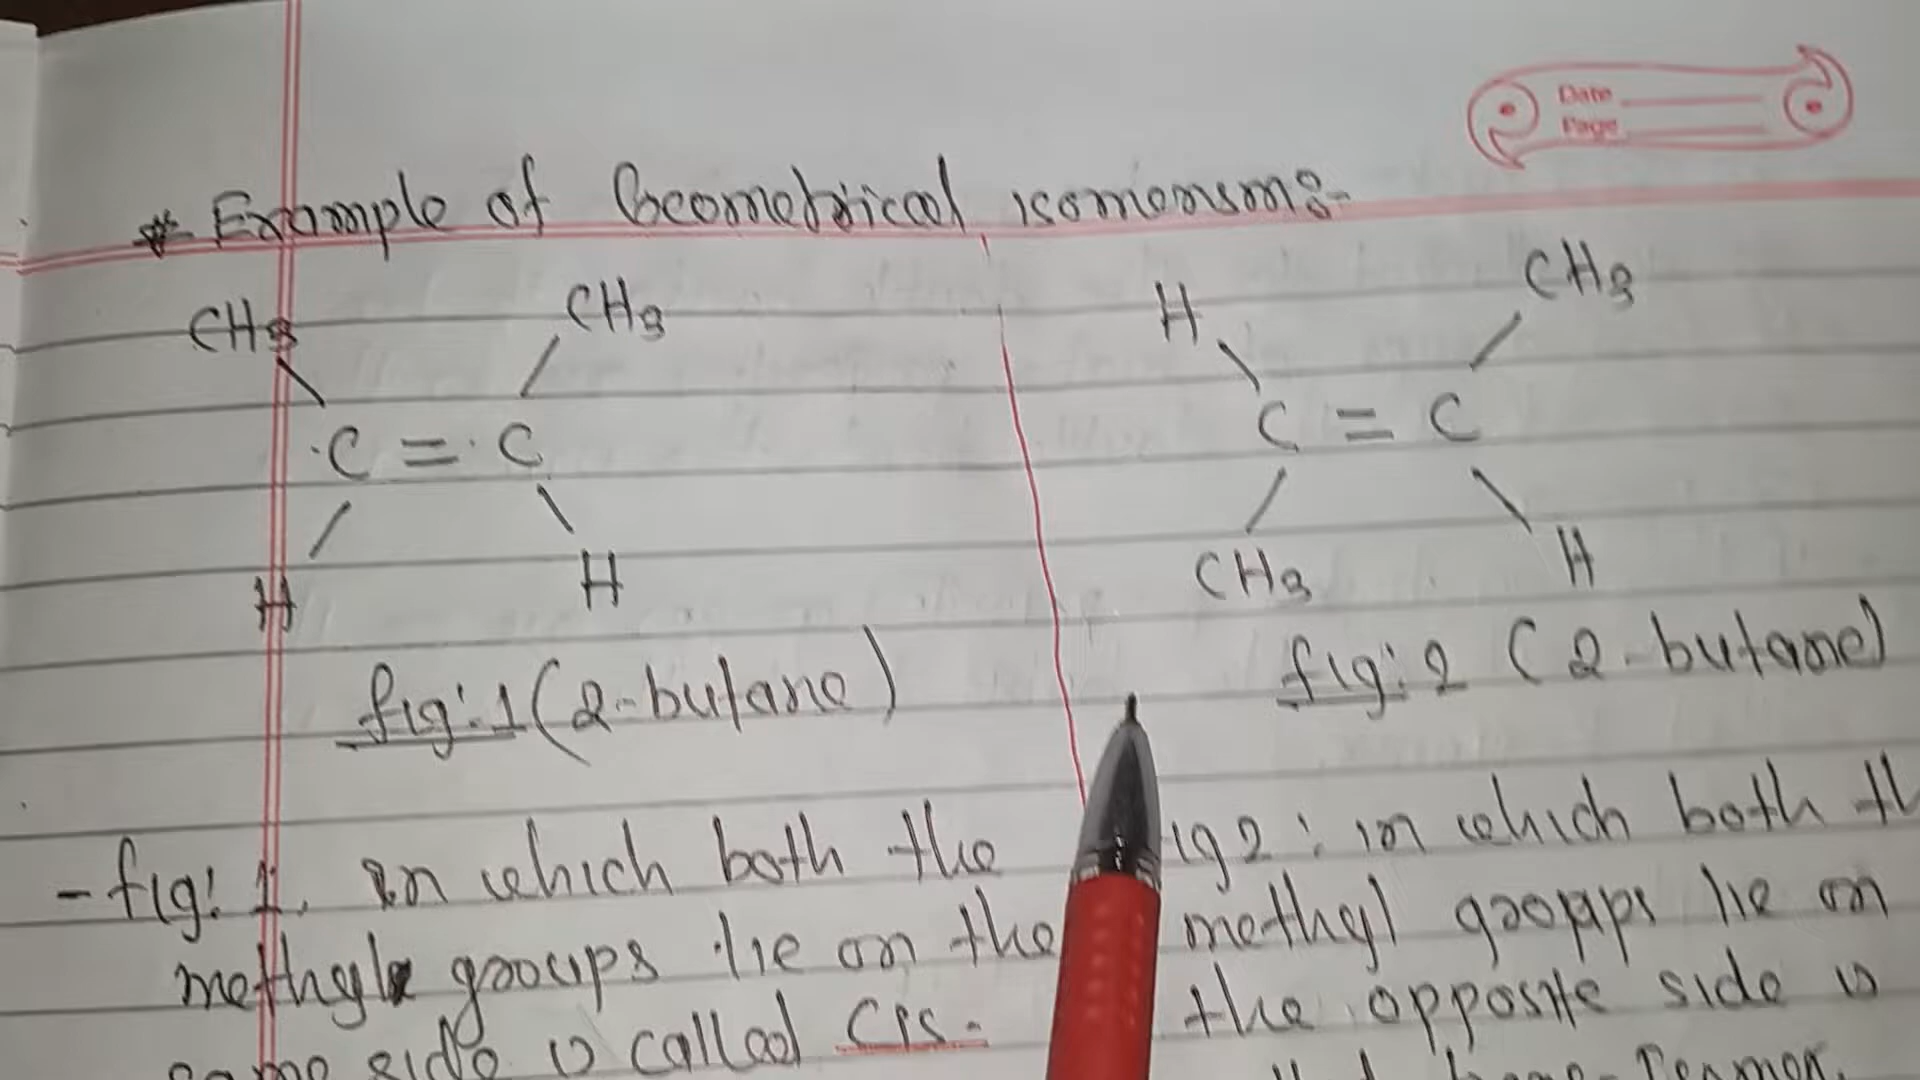 Date
Page
* Example of Geometrical isomerism:-
CH3 CH3
C = C
H H
fig:1 (2-butane)
H CH3
C = C
CH3 H
fig:2 (2-butane)
- fig: 1. In which both the
methyl groups lie on the
same side is called cis-
ig 2 : in which both th
methyl groups lie on
the opposite side is